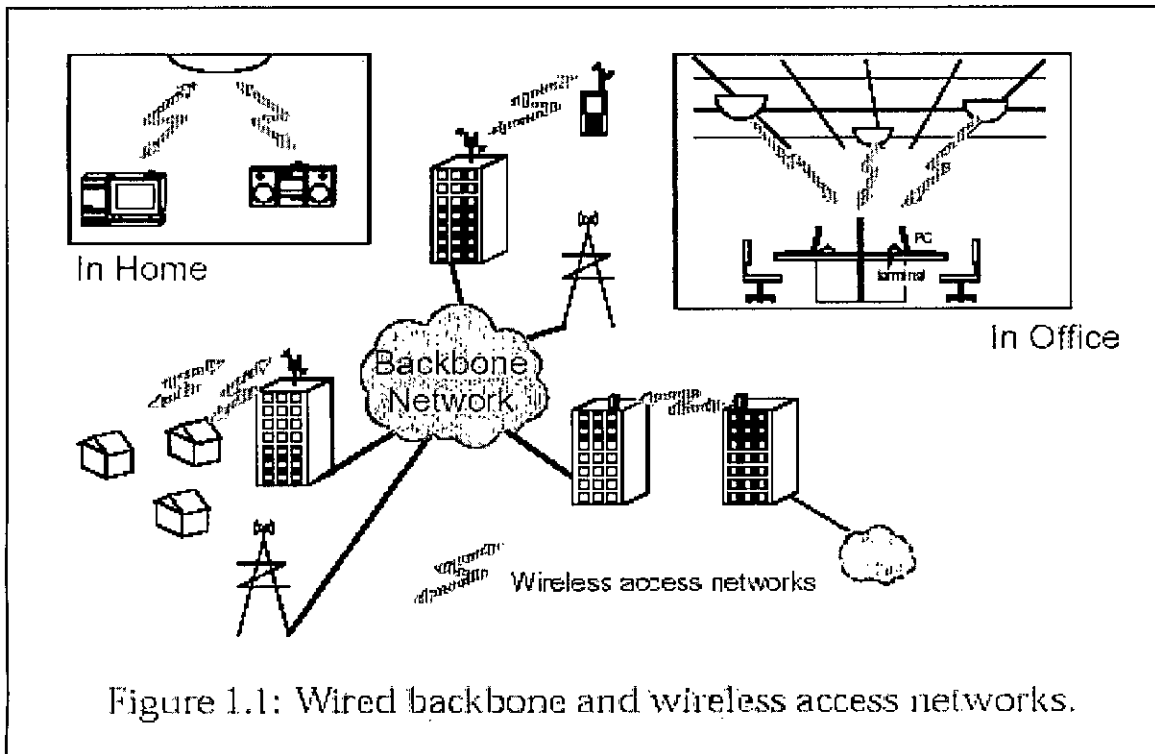 In Home
PC
terminal
In Office
Backbone
Network
Wireless access networks
Figure 1.1: Wired backbone and wireless access networks.